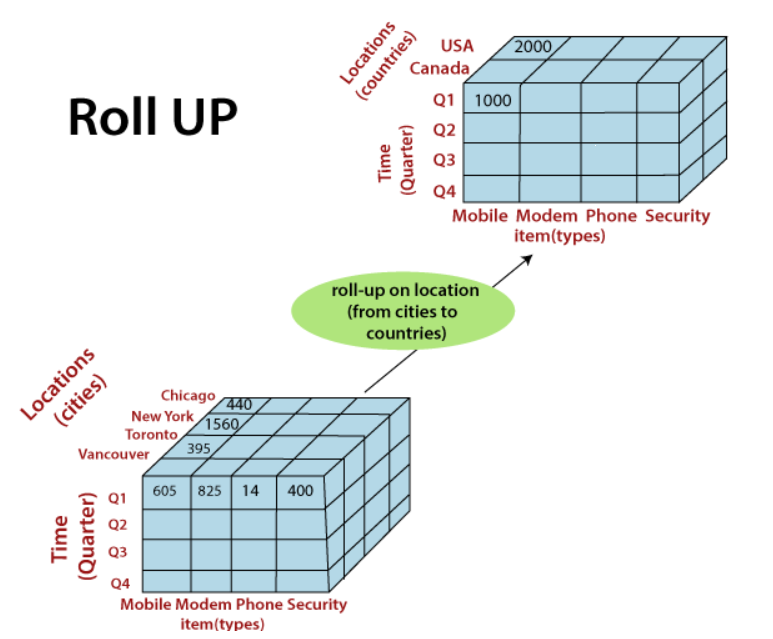 Roll UP
Locations
(countries)
USA
2000
Canada
Q1
1000
Q2
Q3
Q4
Time
(Quarter)
Mobile Modem Phone Security
item(types)
roll-up on location
(from cities to
countries)
Locations
(cities)
Chicago
440
New York
1560
Toronto
395
Vancouver
Q1
605 825 14 400
Q2
Q3
Q4
Time
(Quarter)
Mobile Modem Phone Security
item(types)